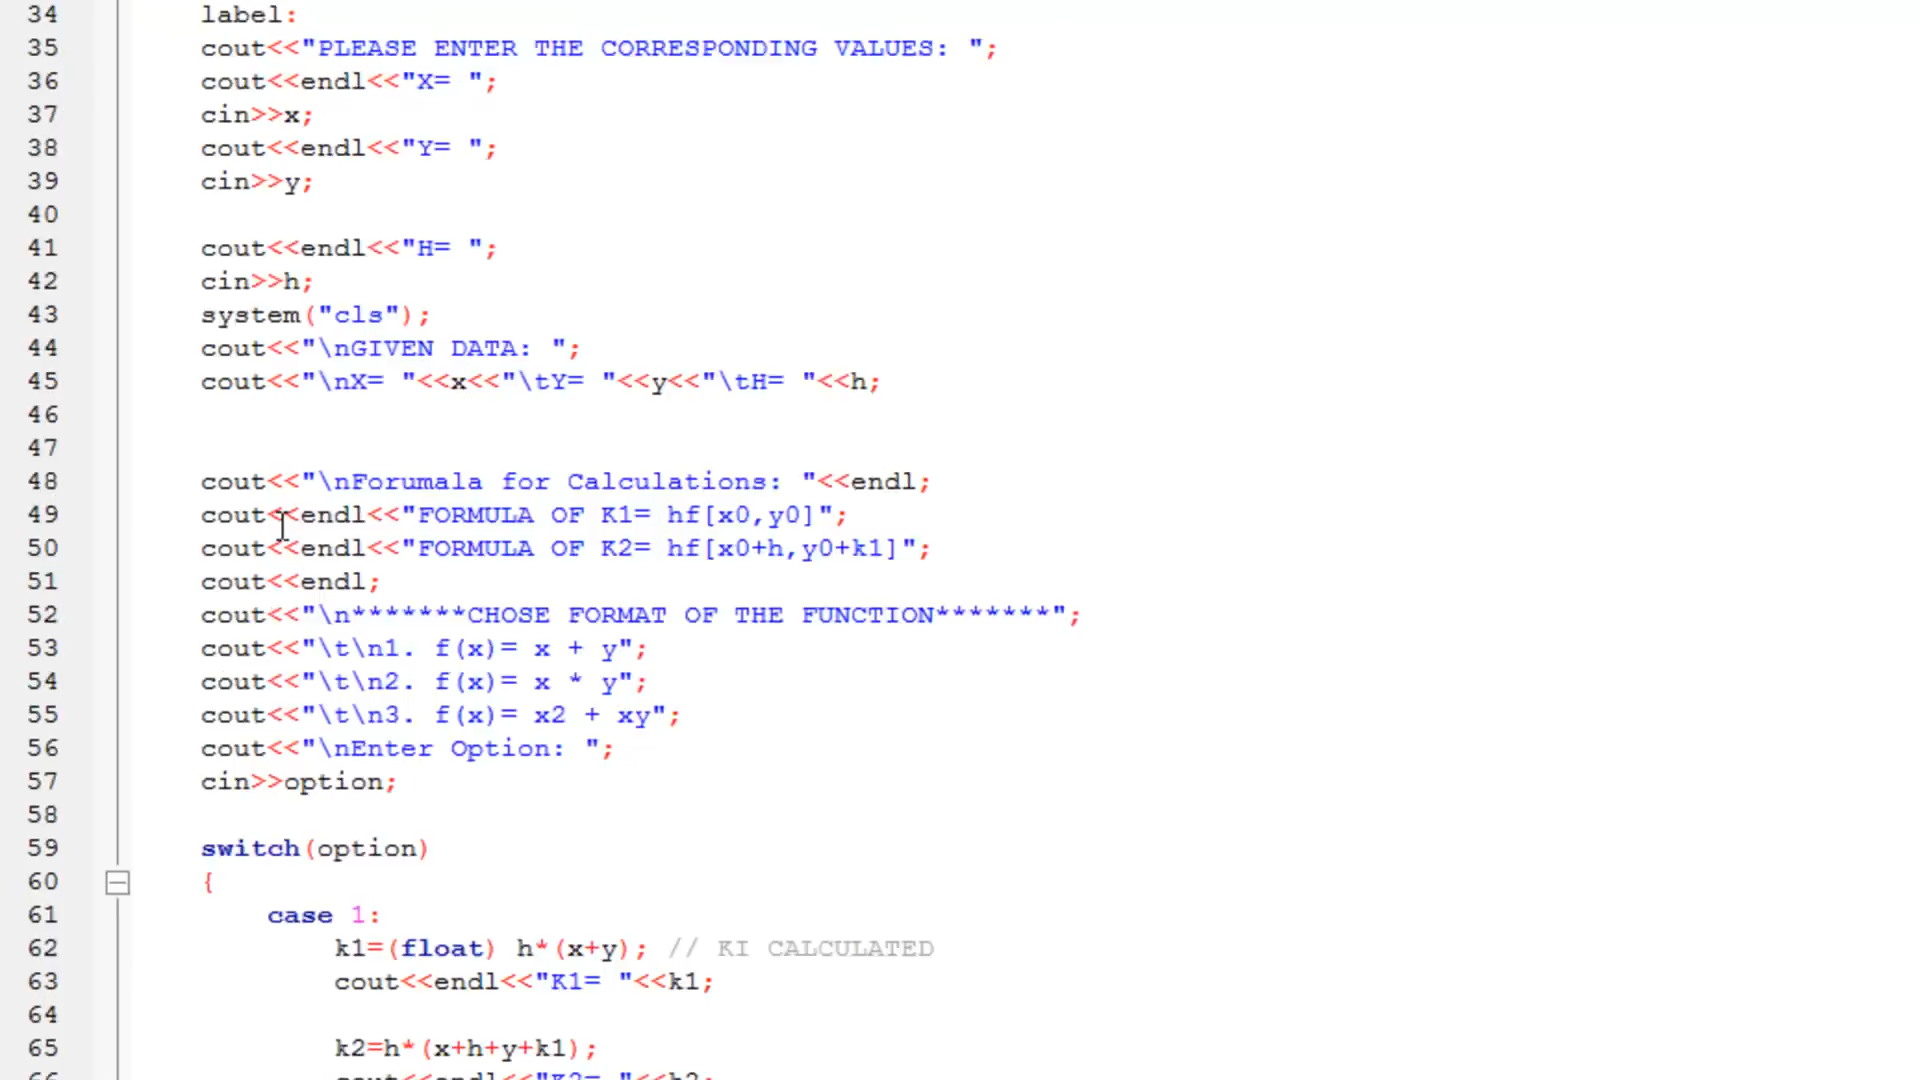 34 label:
35 cout<<"PLEASE ENTER THE CORRESPONDING VALUES: ";
36 cout<<endl<<"X= ";
37 cin>>x;
38 cout<<endl<<"Y= ";
39 cin>>y;
40
41 cout<<endl<<"H= ";
42 cin>>h;
43 system("cls");
44 cout<<"\nGIVEN DATA: ";
45 cout<<"\nX= "<<x<<"\tY= "<<y<<"\tH= "<<h;
46
47
48 cout<<"\nForumala for Calculations: "<<endl;
49 cout<<endl<<"FORMULA OF K1= hf[x0,y0]";
50 cout<<endl<<"FORMULA OF K2= hf[x0+h,y0+k1]";
51 cout<<endl;
52 cout<<"\n*******CHOSE FORMAT OF THE FUNCTION*******";
53 cout<<"\t\n1. f(x)= x + y";
54 cout<<"\t\n2. f(x)= x * y";
55 cout<<"\t\n3. f(x)= x2 + xy";
56 cout<<"\nEnter Option: ";
57 cin>>option;
58
59 switch(option)
60 {
61 case 1:
62 k1=(float) h*(x+y); // KI CALCULATED
63 cout<<endl<<"K1= "<<k1;
64
65 k2=h*(x+h+y+k1);